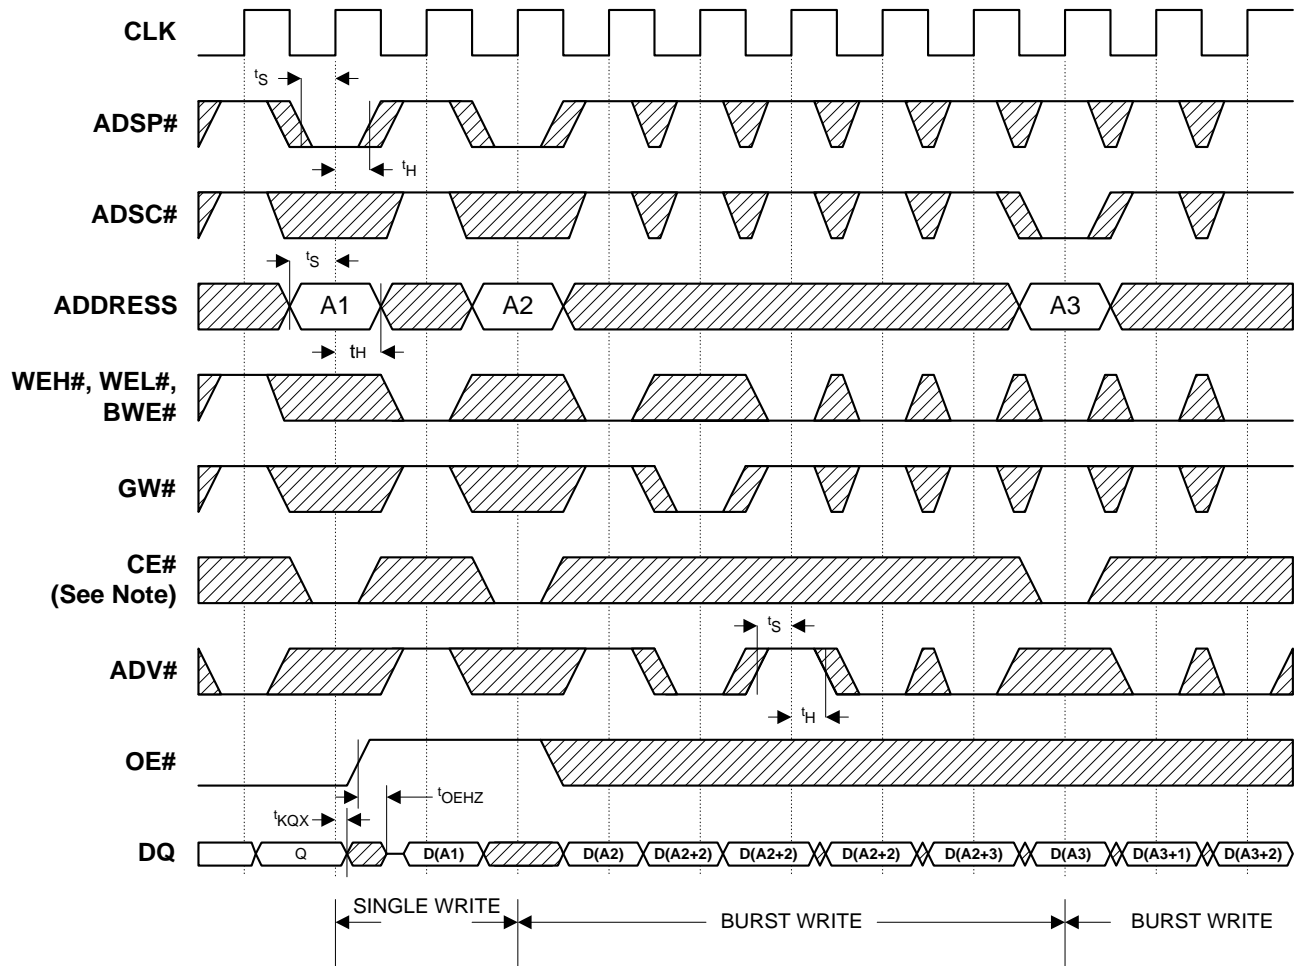 CLK
tS
ADSP#
tH
ADSC#
tS
ADDRESS A1 A2 A3
tH
WEH#, WEL#,
BWE#
GW#
CE#
(See Note)
tS
ADV#
tH
OE#
tOEHZ
tKQX
DQ Q D(A1) D(A2) D(A2+2) D(A2+2) D(A2+2) D(A2+3) D(A3) D(A3+1) D(A3+2)
SINGLE WRITE BURST WRITE BURST WRITE